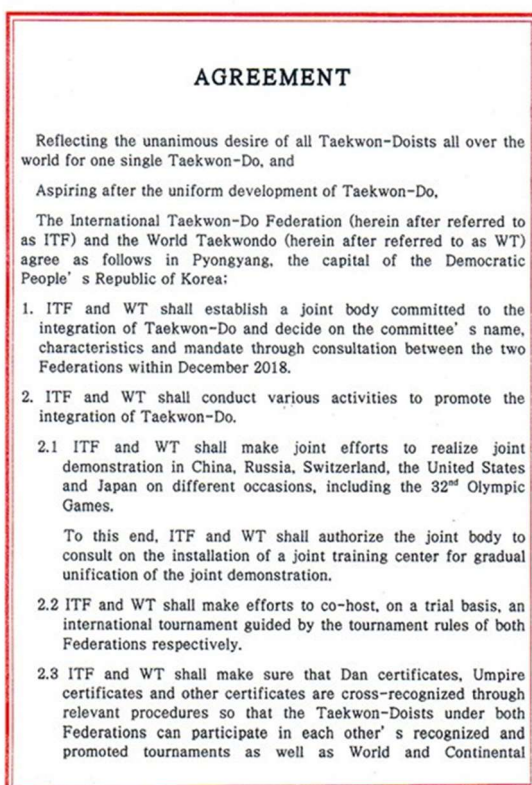 AGREEMENT
Reflecting the unanimous desire of all Taekwon-Doists all over the
world for one single Taekwon-Do, and
Aspiring after the uniform development of Taekwon-Do,
The International Taekwon-Do Federation (herein after referred to
as ITF) and the World Taekwondo (herein after referred to as WT)
agree as follows in Pyongyang, the capital of the Democratic
People' s Republic of Korea:
1. ITF and WT shall establish a joint body committed to the
integration of Taekwon-Do and decide on the committee' s name,
characteristics and mandate through consultation between the two
Federations within December 2018.
2. ITF and WT shall conduct various activities to promote the
integration of Taekwon-Do.
2.1 ITF and WT shall make joint efforts to realize joint
demonstration in China, Russia, Switzerland, the United States
and Japan on different occasions, including the 32nd Olympic
Games.
To this end, ITF and WT shall authorize the joint body to
consult on the installation of a joint training center for gradual
unification of the joint demonstration.
2.2 ITF and WT shall make efforts to co-host, on a trial basis, an
international tournament guided by the tournament rules of both
Federations respectively.
2.3 ITF and WT shall make sure that Dan certificates, Umpire
certificates and other certificates are cross-recognized through
relevant procedures so that the Taekwon-Doists under both
Federations can participate in each other' s recognized and
promoted tournaments as well as World and Continental